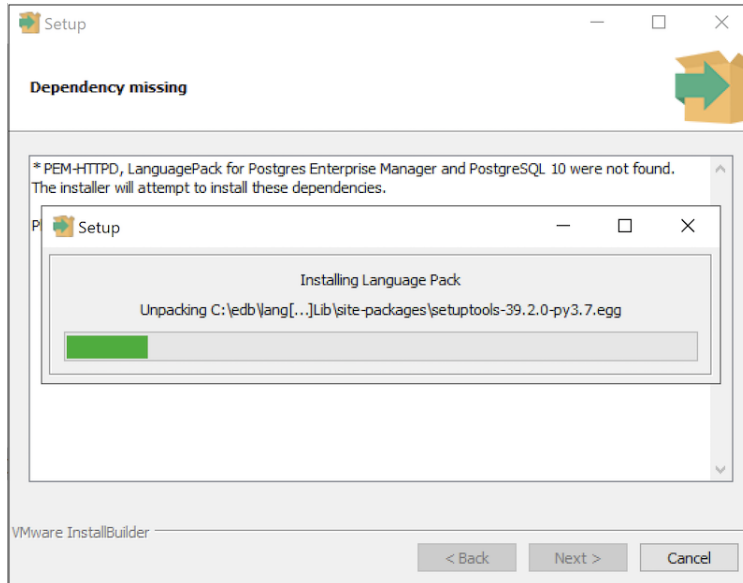 Setup
Dependency missing
* PEM-HTTPD, LanguagePack for Postgres Enterprise Manager and PostgreSQL 10 were not found.
The installer will attempt to install these dependencies.
Setup
Installing Language Pack
Unpacking C:\edb\lang[...]Lib\site-packages\setuptools-39.2.0-py3.7.egg
VMware InstallBuilder
< Back
Next >
Cancel